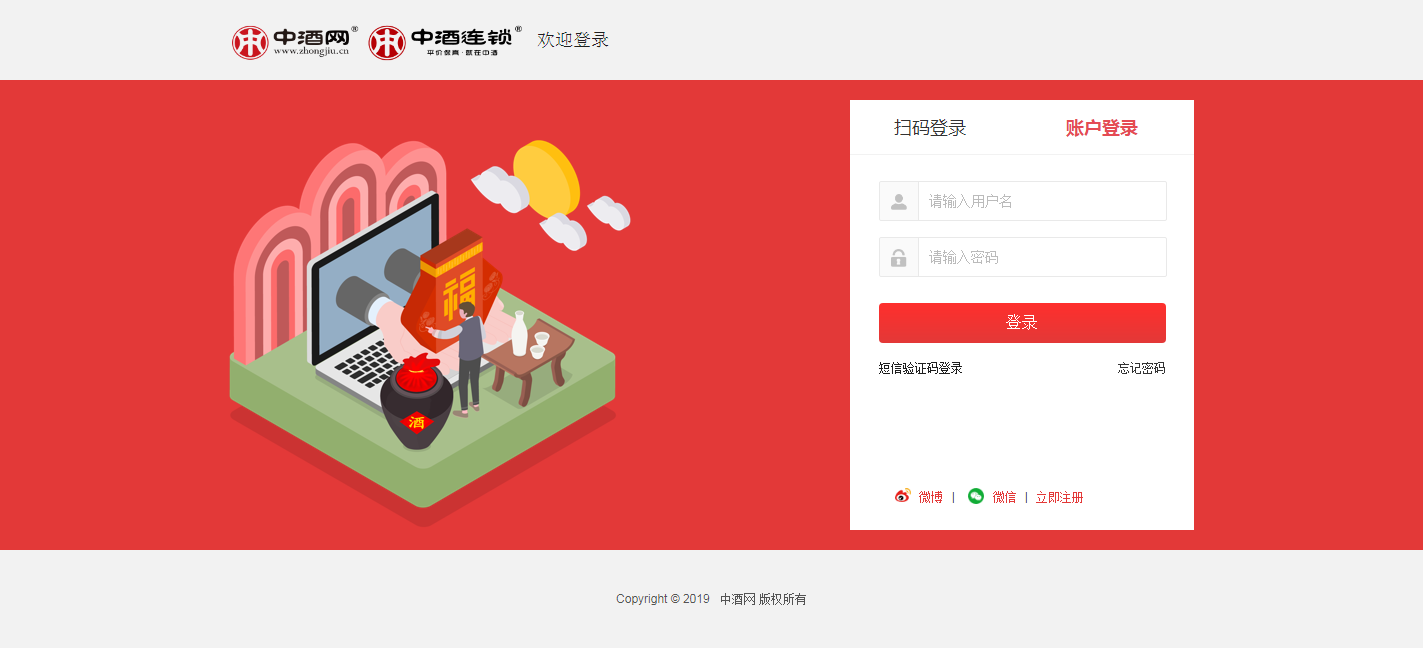 中酒网® 中酒连锁® 欢迎登录
www.zhongjiu.cn 平价保真·就在中酒
扫码登录 账户登录
请输入用户名
请输入密码
福
登录
短信验证码登录 忘记密码
酒
微博 | 微信 | 立即注册
Copyright © 2019 中酒网 版权所有